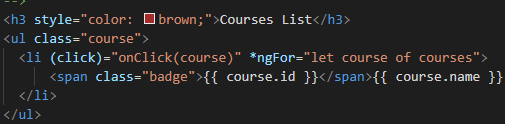 -->
<h3 style="color: brown;">Courses List</h3>
<ul class="course">
<li (click)="onClick(course)" *ngFor="let course of courses">
<span class="badge">{{ course.id }}</span>{{ course.name }}
</li>
</ul>